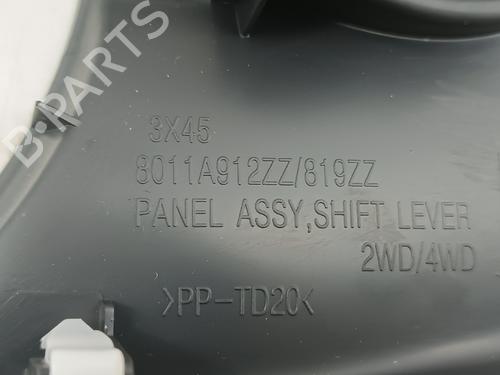 3X45
8011A912ZZ/819ZZ
PANEL ASSY,SHIFT LEVER
2WD/4WD
>PP-TD20<
B-PARTS